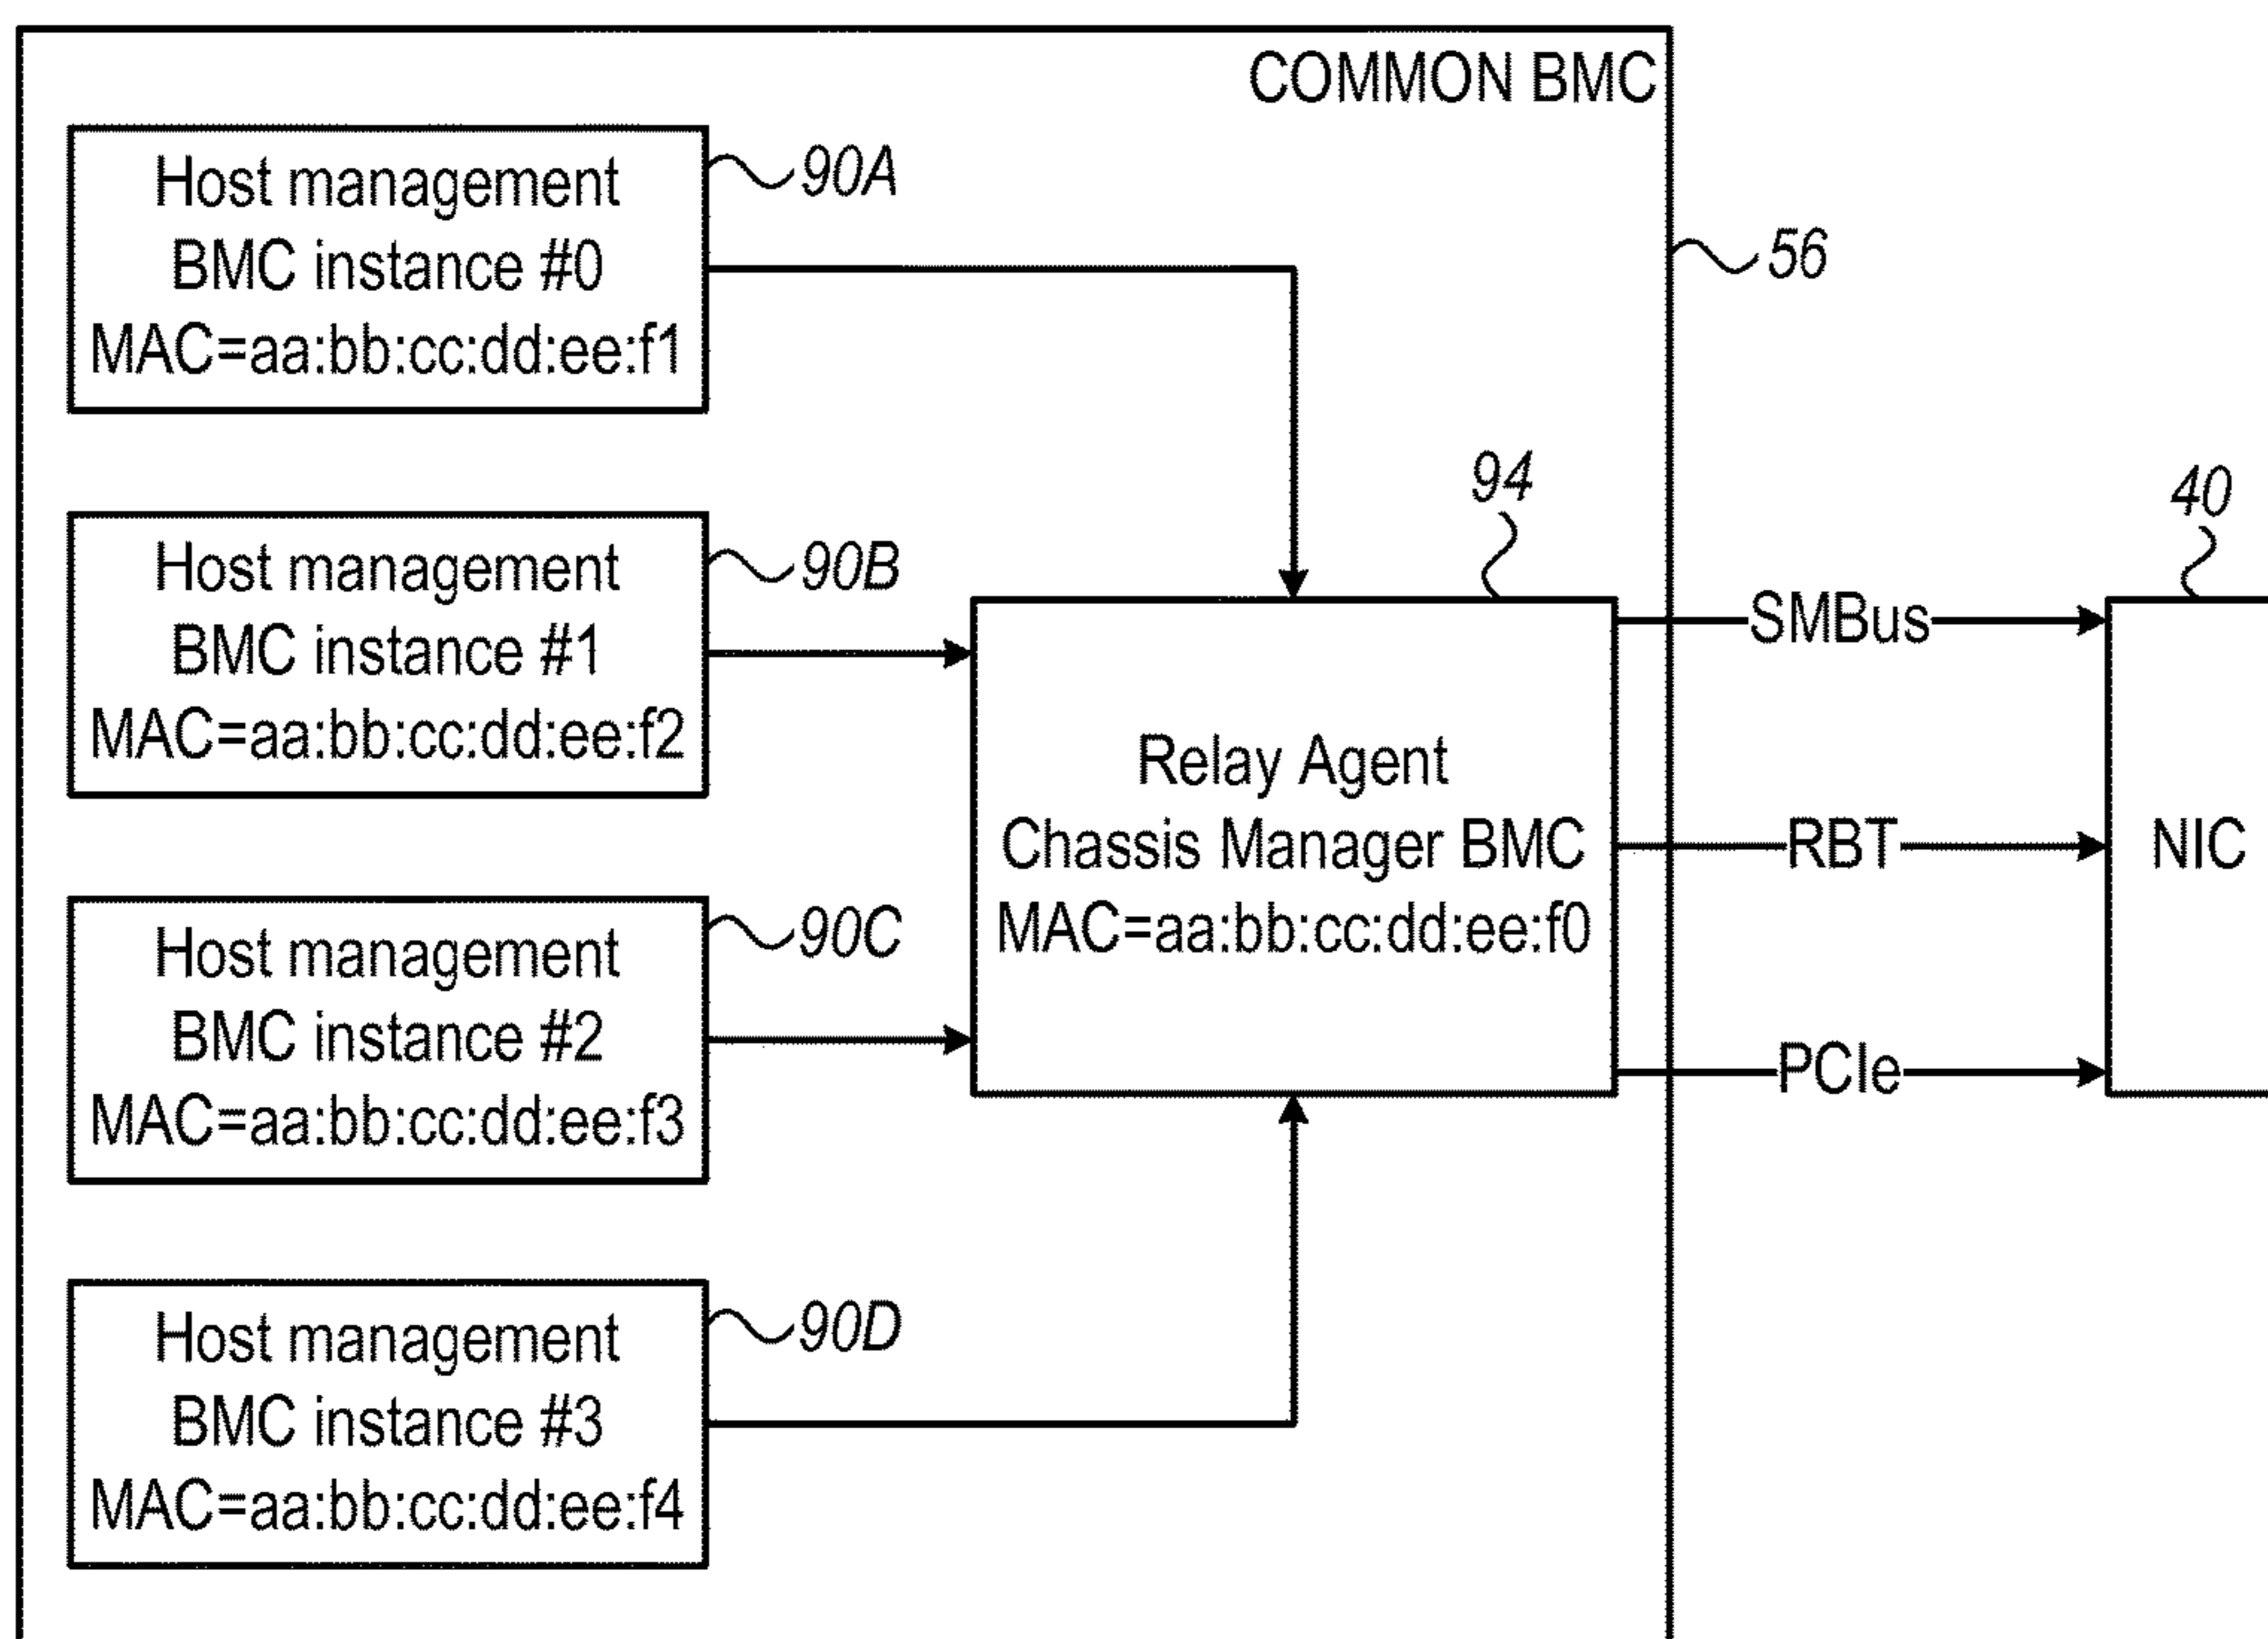 COMMON BMC
Host management
BMC instance #0
MAC=aa:bb:cc:dd:ee:f1
90A
56
Host management
BMC instance #1
MAC=aa:bb:cc:dd:ee:f2
90B
Host management
BMC instance #2
MAC=aa:bb:cc:dd:ee:f3
90C
Host management
BMC instance #3
MAC=aa:bb:cc:dd:ee:f4
90D
94
Relay Agent
Chassis Manager BMC
MAC=aa:bb:cc:dd:ee:f0
SMBus
RBT
PCIe
40
NIC